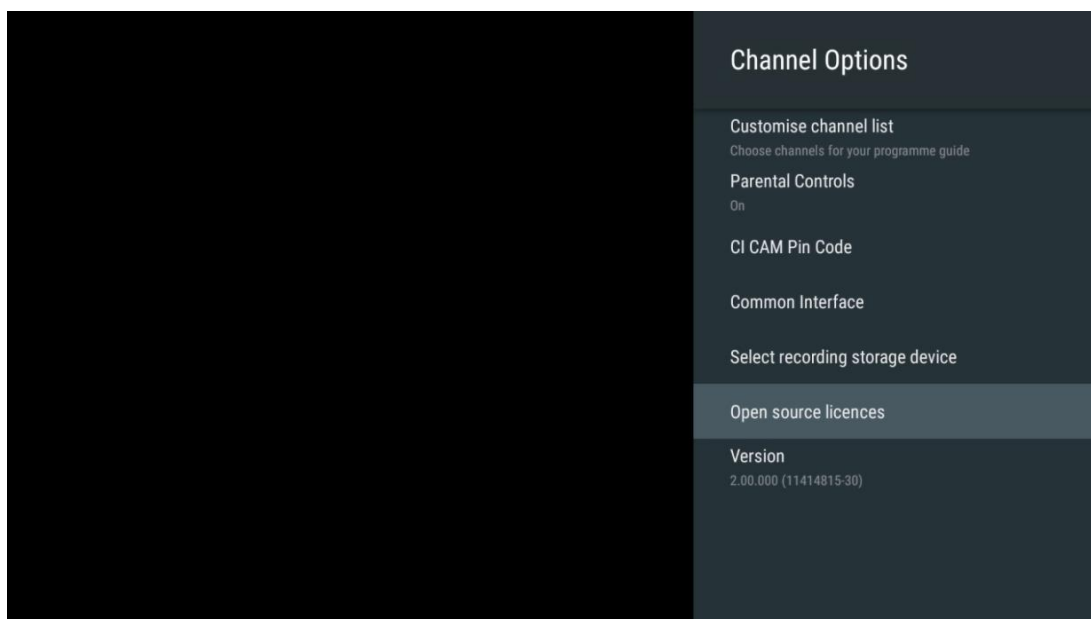 Channel Options
Customise channel list
Choose channels for your programme guide
Parental Controls
On
CI CAM Pin Code
Common Interface
Select recording storage device
Open source licences
Version
2.00.000 (11414815-30)